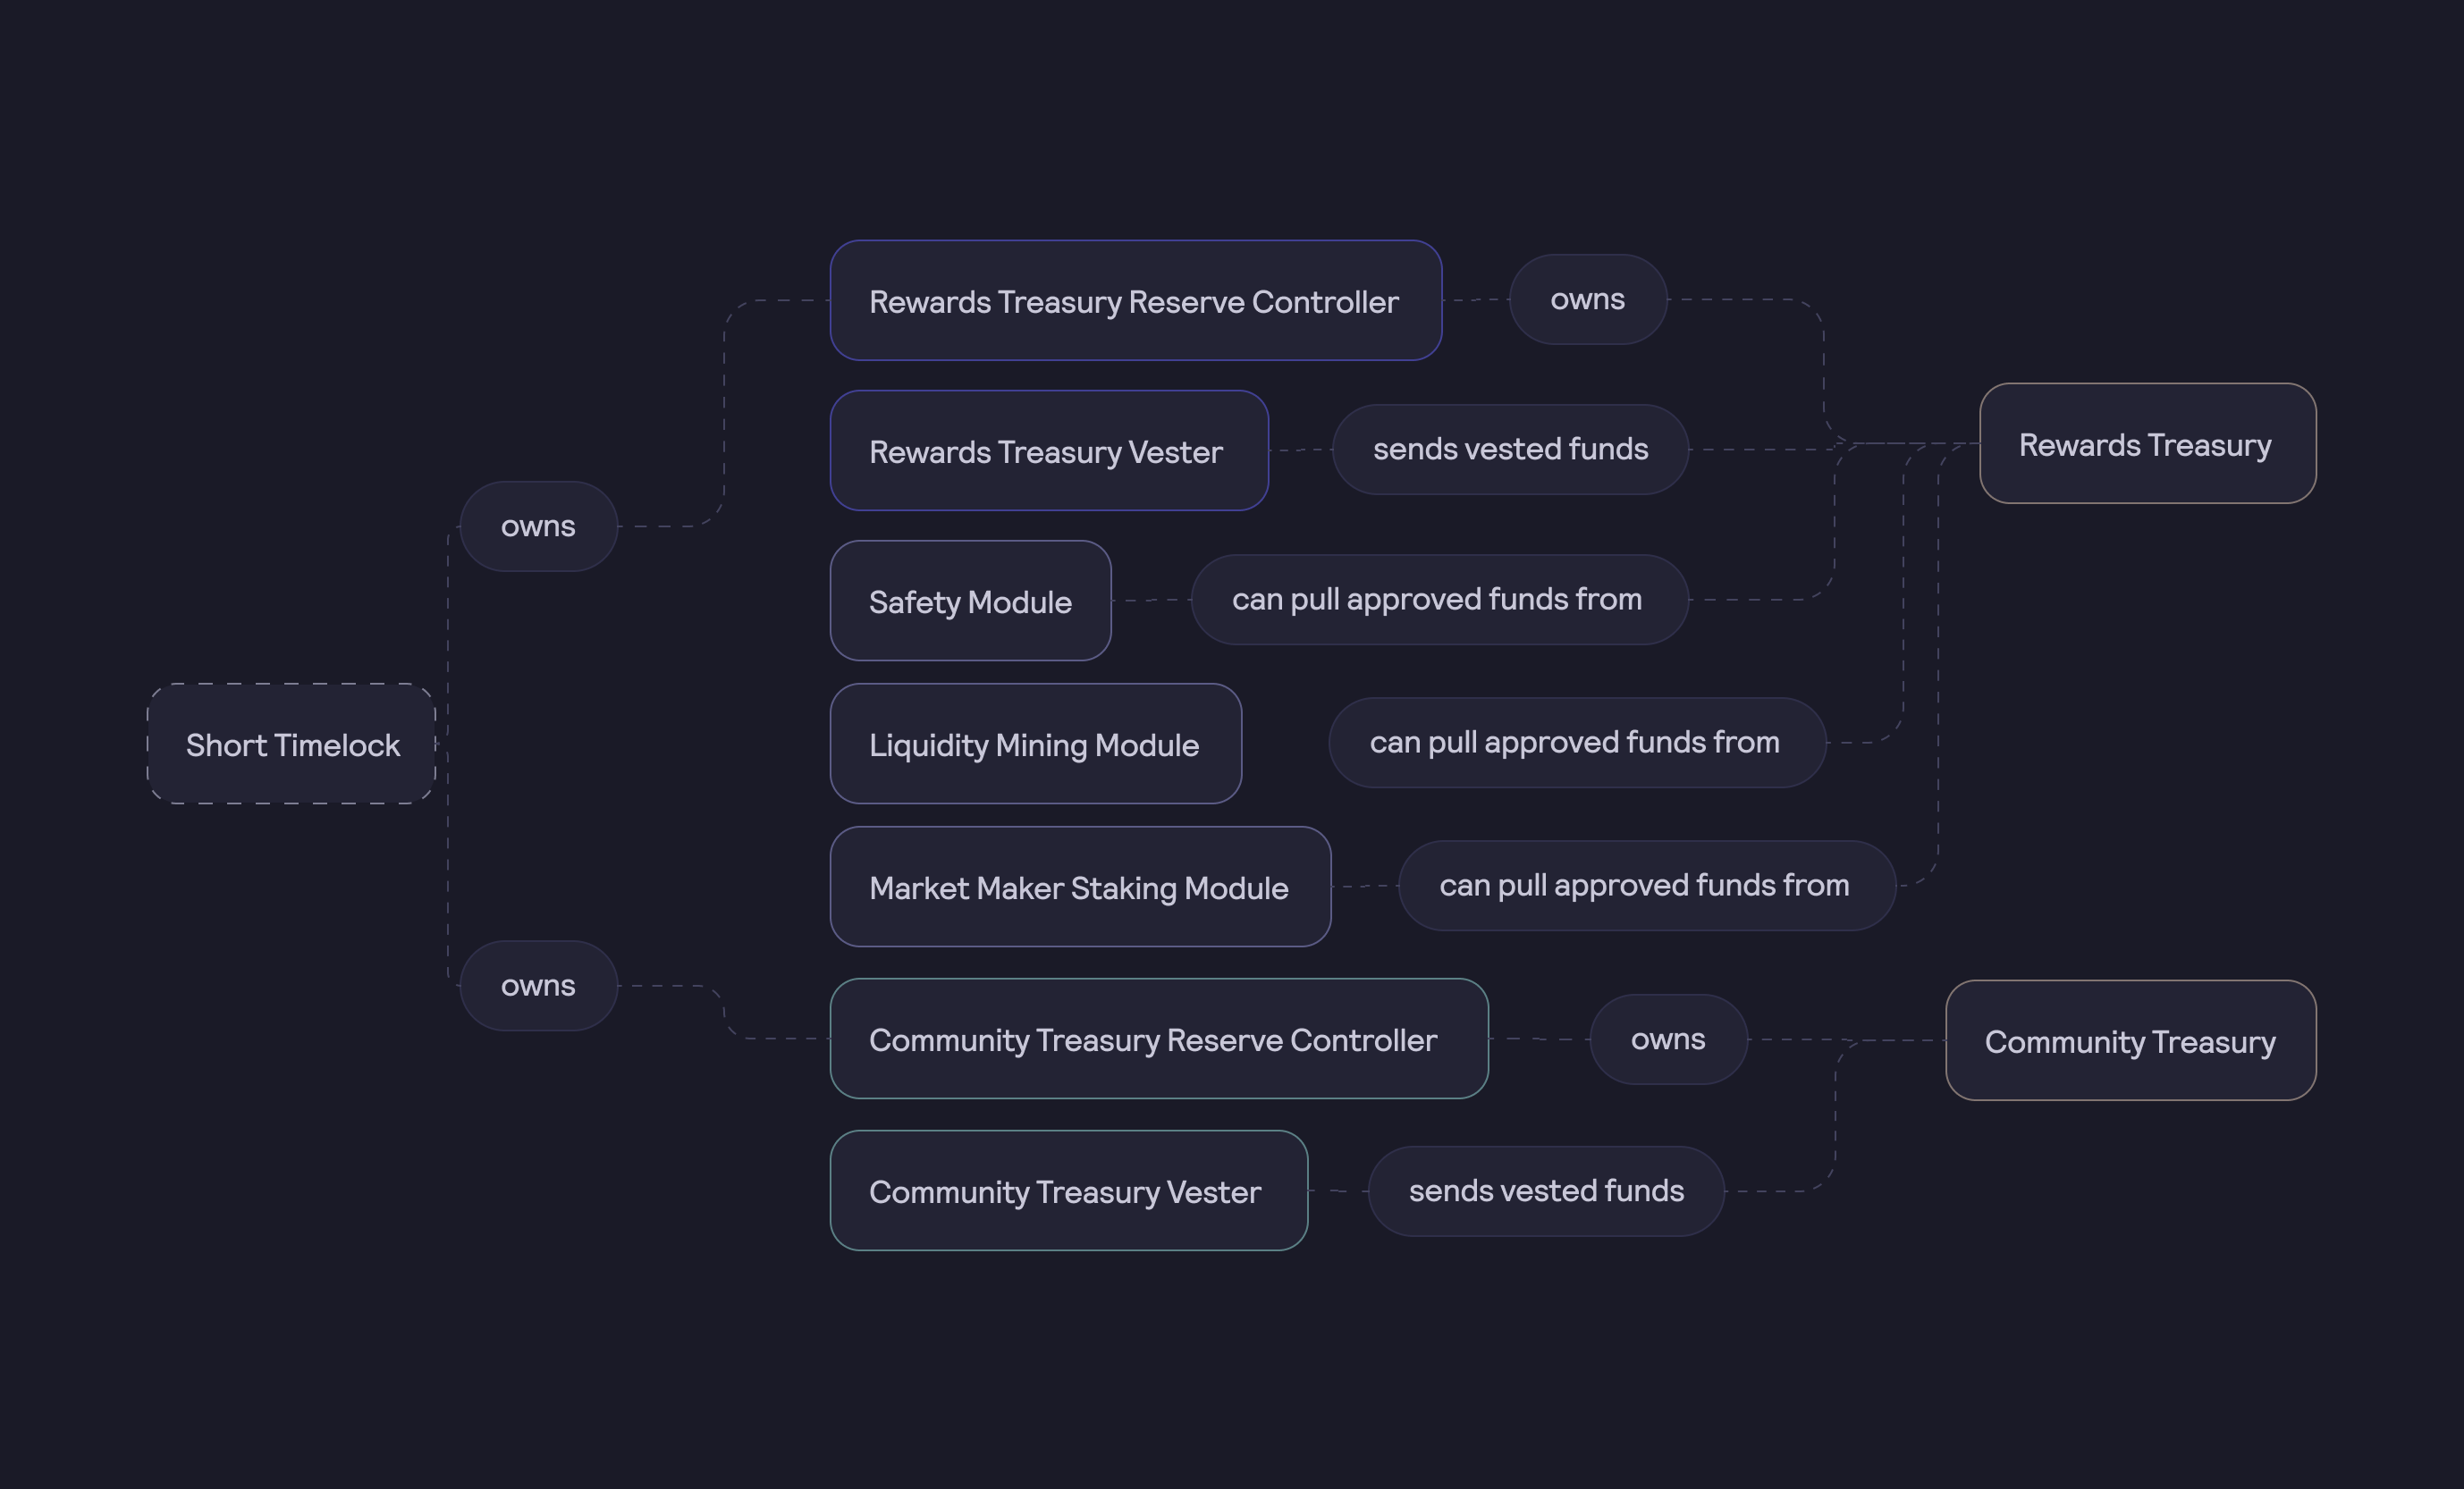 Short Timelock
owns
owns
Rewards Treasury Reserve Controller
owns
Rewards Treasury Vester
sends vested funds
Rewards Treasury
Safety Module
can pull approved funds from
Liquidity Mining Module
can pull approved funds from
Market Maker Staking Module
can pull approved funds from
Community Treasury Reserve Controller
owns
Community Treasury
Community Treasury Vester
sends vested funds